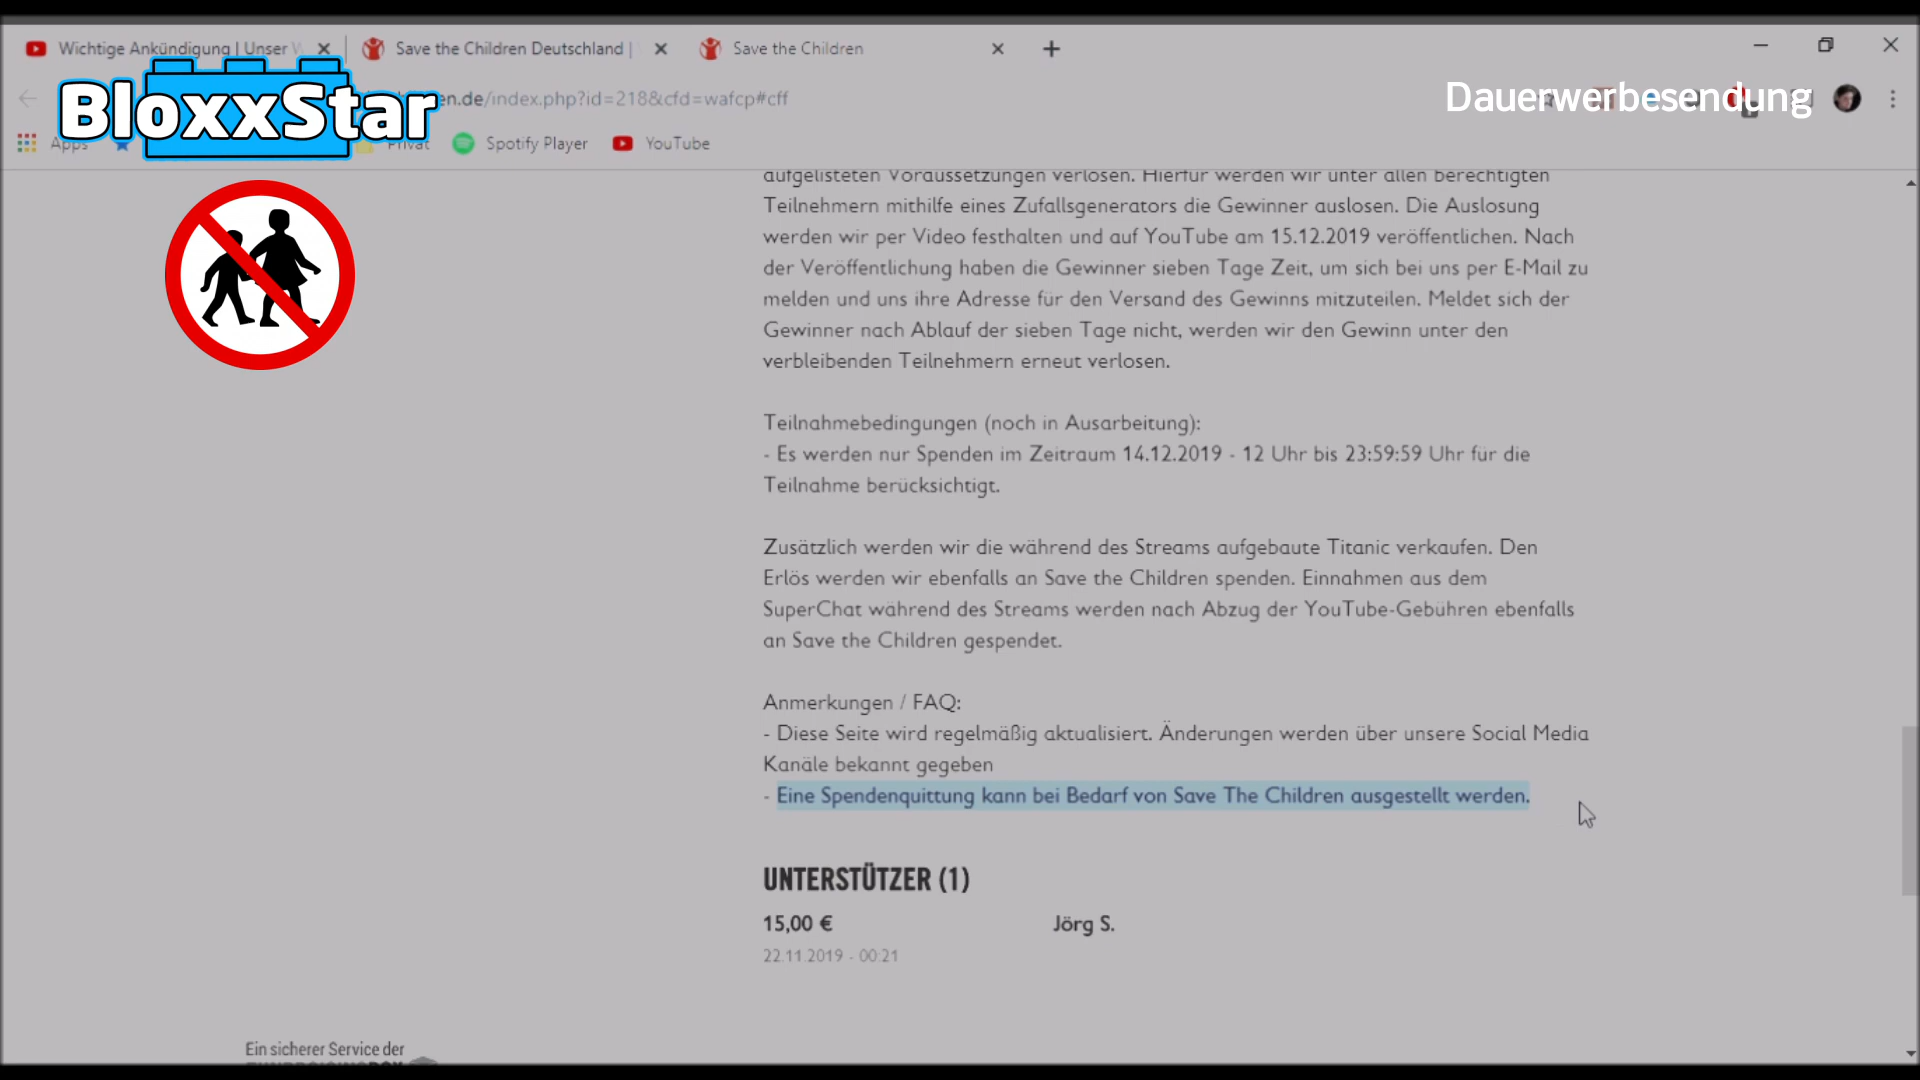 Wichtige Ankündigung | Unser
Save the Children Deutschland |
Save the Children
en.de/index.php?id=218&cfd=wafcp#cff
BloxxStar
Dauerwerbesendung
Apps
Privat
Spotify Player
YouTube
aufgelisteten Voraussetzungen verlosen. Hierfür werden wir unter allen berechtigten
Teilnehmern mithilfe eines Zufallsgenerators die Gewinner auslosen. Die Auslosung
werden wir per Video festhalten und auf YouTube am 15.12.2019 veröffentlichen. Nach
der Veröffentlichung haben die Gewinner sieben Tage Zeit, um sich bei uns per E-Mail zu
melden und uns ihre Adresse für den Versand des Gewinns mitzuteilen. Meldet sich der
Gewinner nach Ablauf der sieben Tage nicht, werden wir den Gewinn unter den
verbleibenden Teilnehmern erneut verlosen.
Teilnahmebedingungen (noch in Ausarbeitung):
- Es werden nur Spenden im Zeitraum 14.12.2019 - 12 Uhr bis 23:59:59 Uhr für die
Teilnahme berücksichtigt.
Zusätzlich werden wir die während des Streams aufgebaute Titanic verkaufen. Den
Erlös werden wir ebenfalls an Save the Children spenden. Einnahmen aus dem
SuperChat während des Streams werden nach Abzug der YouTube-Gebühren ebenfalls
an Save the Children gespendet.
Anmerkungen / FAQ:
- Diese Seite wird regelmäßig aktualisiert. Änderungen werden über unsere Social Media
Kanäle bekannt gegeben
- Eine Spendenquittung kann bei Bedarf von Save The Children ausgestellt werden.
UNTERSTÜTZER (1)
15,00 €
Jörg S.
22.11.2019 - 00:21
Ein sicherer Service der